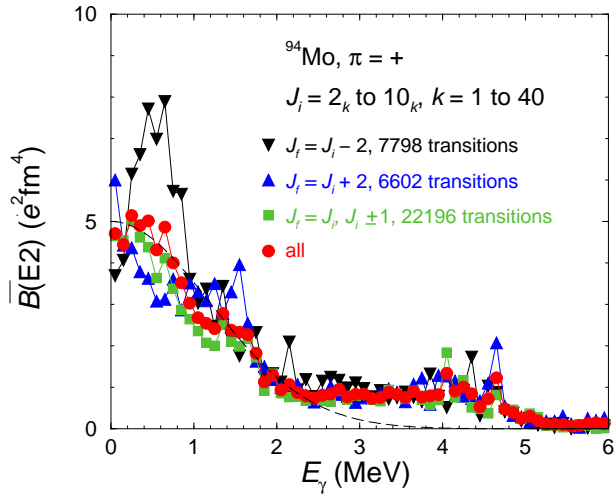 10
5
0
0 1 2 3 4 5 6
B̅(E2) (e²fm⁴)
E_γ (MeV)
⁹⁴Mo, π = +
J_i = 2_k to 10_k, k = 1 to 40
J_f = J_i – 2, 7798 transitions
J_f = J_i + 2, 6602 transitions
J_f = J_i, J_i ±1, 22196 transitions
all